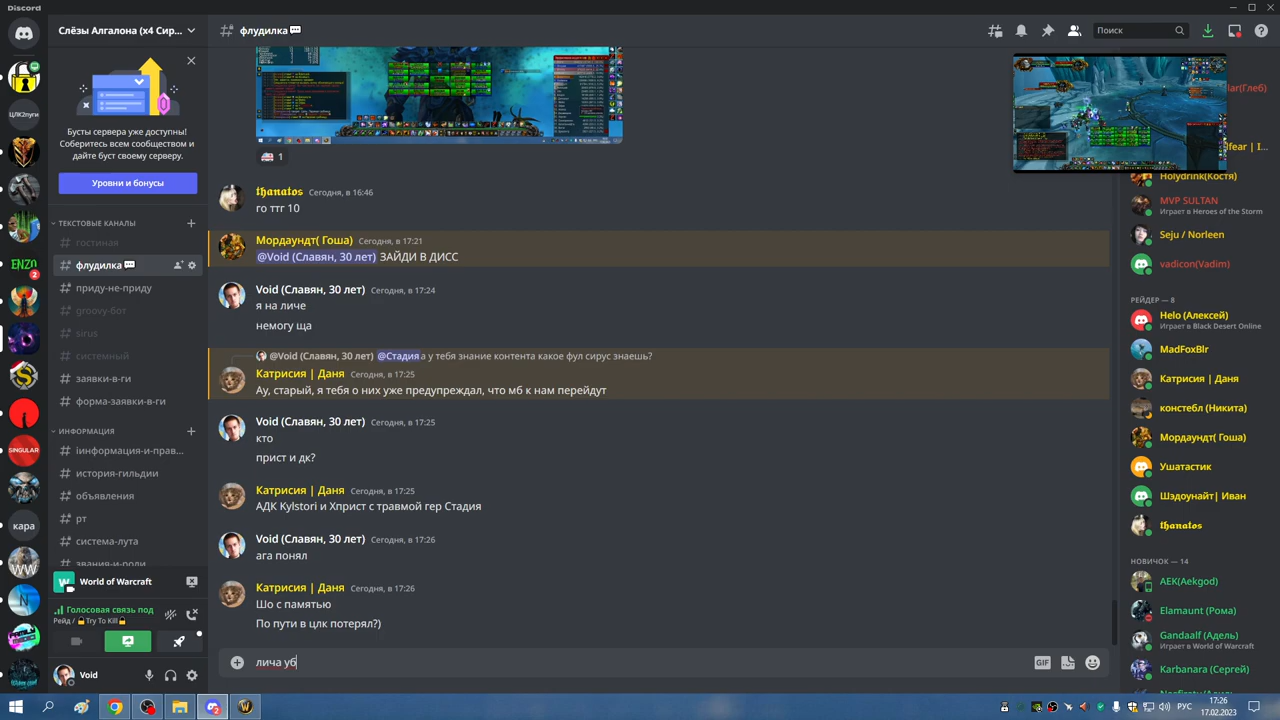 Discord
Слёзы Алгалона (x4 Сир...
флудилка
Поиск
ЦЛК2пуси
Бусты сервера уже доступны!
Соберитесь всем сообществом и
дайте буст своему серверу.
Уровни и бонусы
ТЕКСТОВЫЕ КАНАЛЫ
гостиная
флудилка
приду-не-приду
groovy-бот
sirus
системный
заявки-в-ги
форма-заявки-в-ги
ИНФОРМАЦИЯ
история-гильдии
объявления
рт
система-лута
звания-и-роли
ENZO
2
SINGULAR
кара
World of Warcraft
Голосовая связь под
Рейд / Try To Kill
Void
1
thanatos Сегодня, в 16:46
го ттг 10
Мордаундт( Гоша) Сегодня, в 17:21
@Void (Славян, 30 лет) ЗАЙДИ В ДИСС
Void (Славян, 30 лет) Сегодня, в 17:24
я на личе
немогу ща
@Void (Славян, 30 лет) @Стадия а у тебя знание контента какое фул сирус знаешь?
Катрисия | Даня Сегодня, в 17:25
Ау, старый, я тебя о них уже предупреждал, что мб к нам перейдут
Void (Славян, 30 лет) Сегодня, в 17:25
кто
прист и дк?
Катрисия | Даня Сегодня, в 17:25
АДК Kylstori и Хприст с травмой гер Стадия
Void (Славян, 30 лет) Сегодня, в 17:26
ага понял
Катрисия | Даня Сегодня, в 17:26
Шо с памятью
По пути в цлк потерял?)
лича уб
GIF
Holydrink(Костя)
MVP SULTAN
Играет в Heroes of the Storm
Seju / Norleen
vadicon(Vadim)
РЕЙДЕР — 8
Helo (Алексей)
Играет в Black Desert Online
MadFoxBlr
Катрисия | Даня
констебл (Никита)
Мордаундт( Гоша)
Ушатастик
Шэдоунайт| Иван
thanatos
НОВИЧОК — 14
AEK(Aekgod)
Elamaunt (Рома)
Gandaalf (Адель)
Играет в World of Warcraft
Karbanara (Сергей)
РУС
17:26
17.02.2023